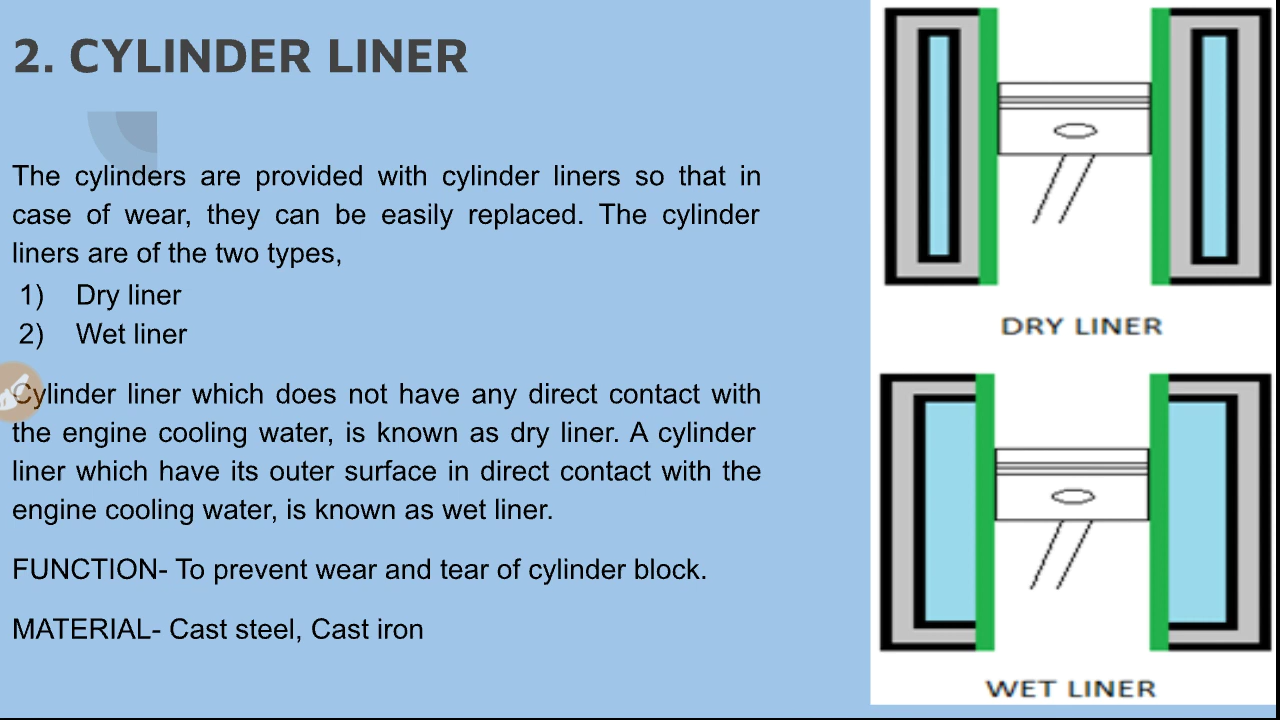 2. CYLINDER LINER
The cylinders are provided with cylinder liners so that in
case of wear, they can be easily replaced. The cylinder
liners are of the two types,
1) Dry liner
2) Wet liner
Cylinder liner which does not have any direct contact with
the engine cooling water, is known as dry liner. A cylinder
liner which have its outer surface in direct contact with the
engine cooling water, is known as wet liner.
FUNCTION- To prevent wear and tear of cylinder block.
MATERIAL- Cast steel, Cast iron
DRY LINER
WET LINER